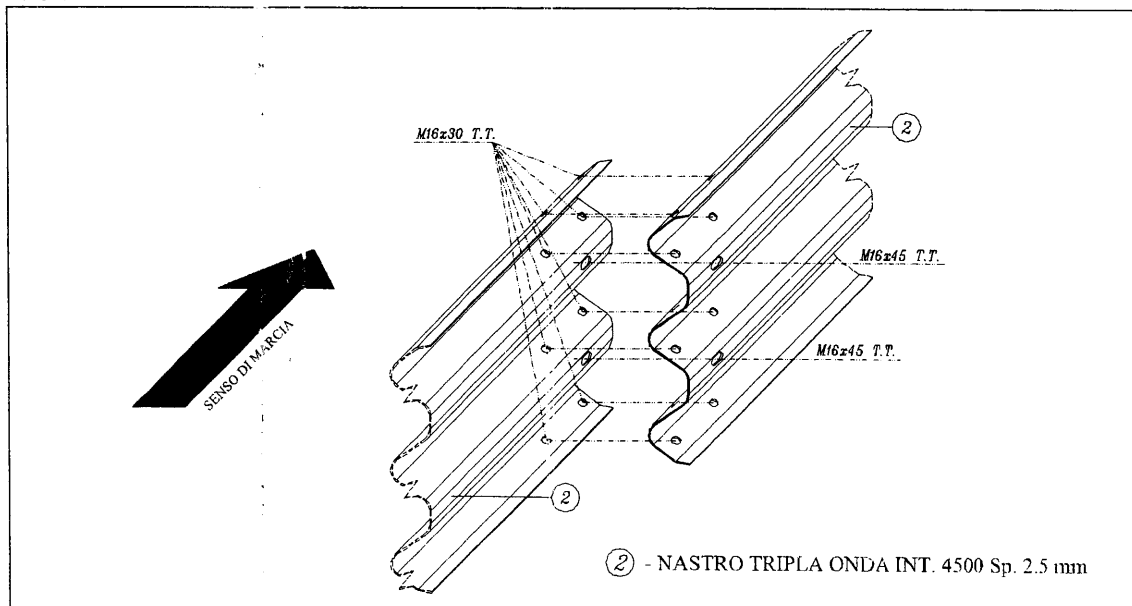 M16x30 T.T.
2
M16x45 T.T.
M16x45 T.T.
SENSO DI MARCIA
2
2 - NASTRO TRIPLA ONDA INT. 4500 Sp. 2.5 mm